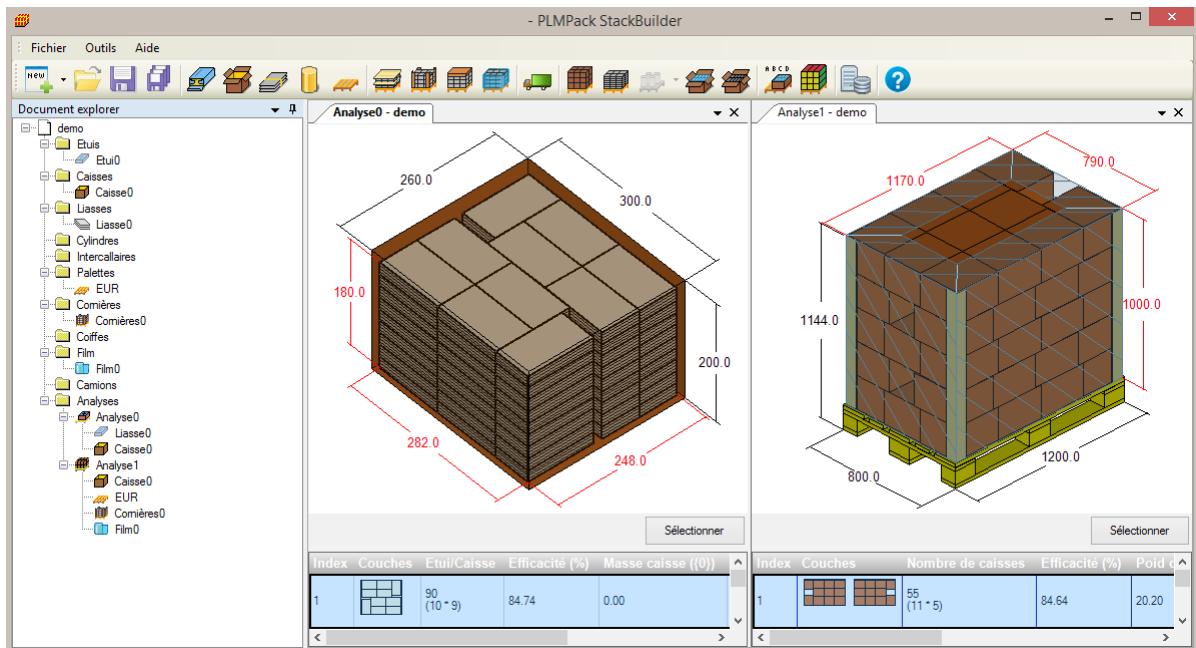 - PLMPack StackBuilder
Fichier Outils Aide
NEW
A B C D
Document explorer
demo
Etuis
Etui0
Caisses
Caisse0
Liasses
Liasse0
Cylindres
Intercallaires
Palettes
EUR
Cornières
Cornières0
Coiffes
Film
Film0
Camions
Analyses
Analyse0
Liasse0
Caisse0
Analyse1
Caisse0
EUR
Cornières0
Film0
Analyse0 - demo
260.0
300.0
180.0
200.0
282.0
248.0
Sélectionner
Index Couches Etui/Caisse Efficacité (%) Masse caisse ({0})
1 90 84.74 0.00
(10 * 9)
Analyse1 - demo
790.0
1170.0
1000.0
1144.0
1200.0
800.0
Sélectionner
Index Couches Nombre de caisses Efficacité (%) Poid
1 55 84.64 20.20
(11 * 5)